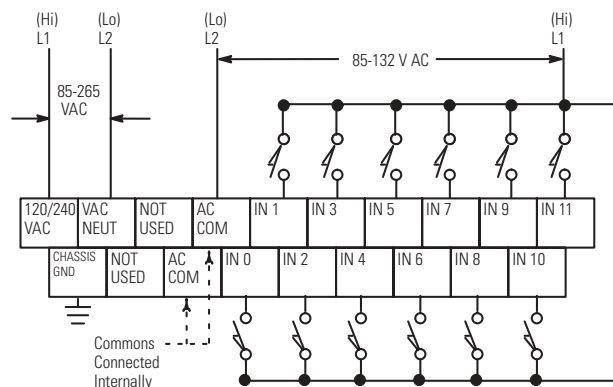 (Hi)
L1
(Lo)
L2
(Lo)
L2
(Hi)
L1
85-265
VAC
85-132 V AC
120/240
VAC
VAC
NEUT
NOT
USED
AC
COM
IN 1
IN 3
IN 5
IN 7
IN 9
IN 11
CHASSIS
GND
NOT
USED
AC
COM
IN 0
IN 2
IN 4
IN 6
IN 8
IN 10
Commons
Connected
Internally